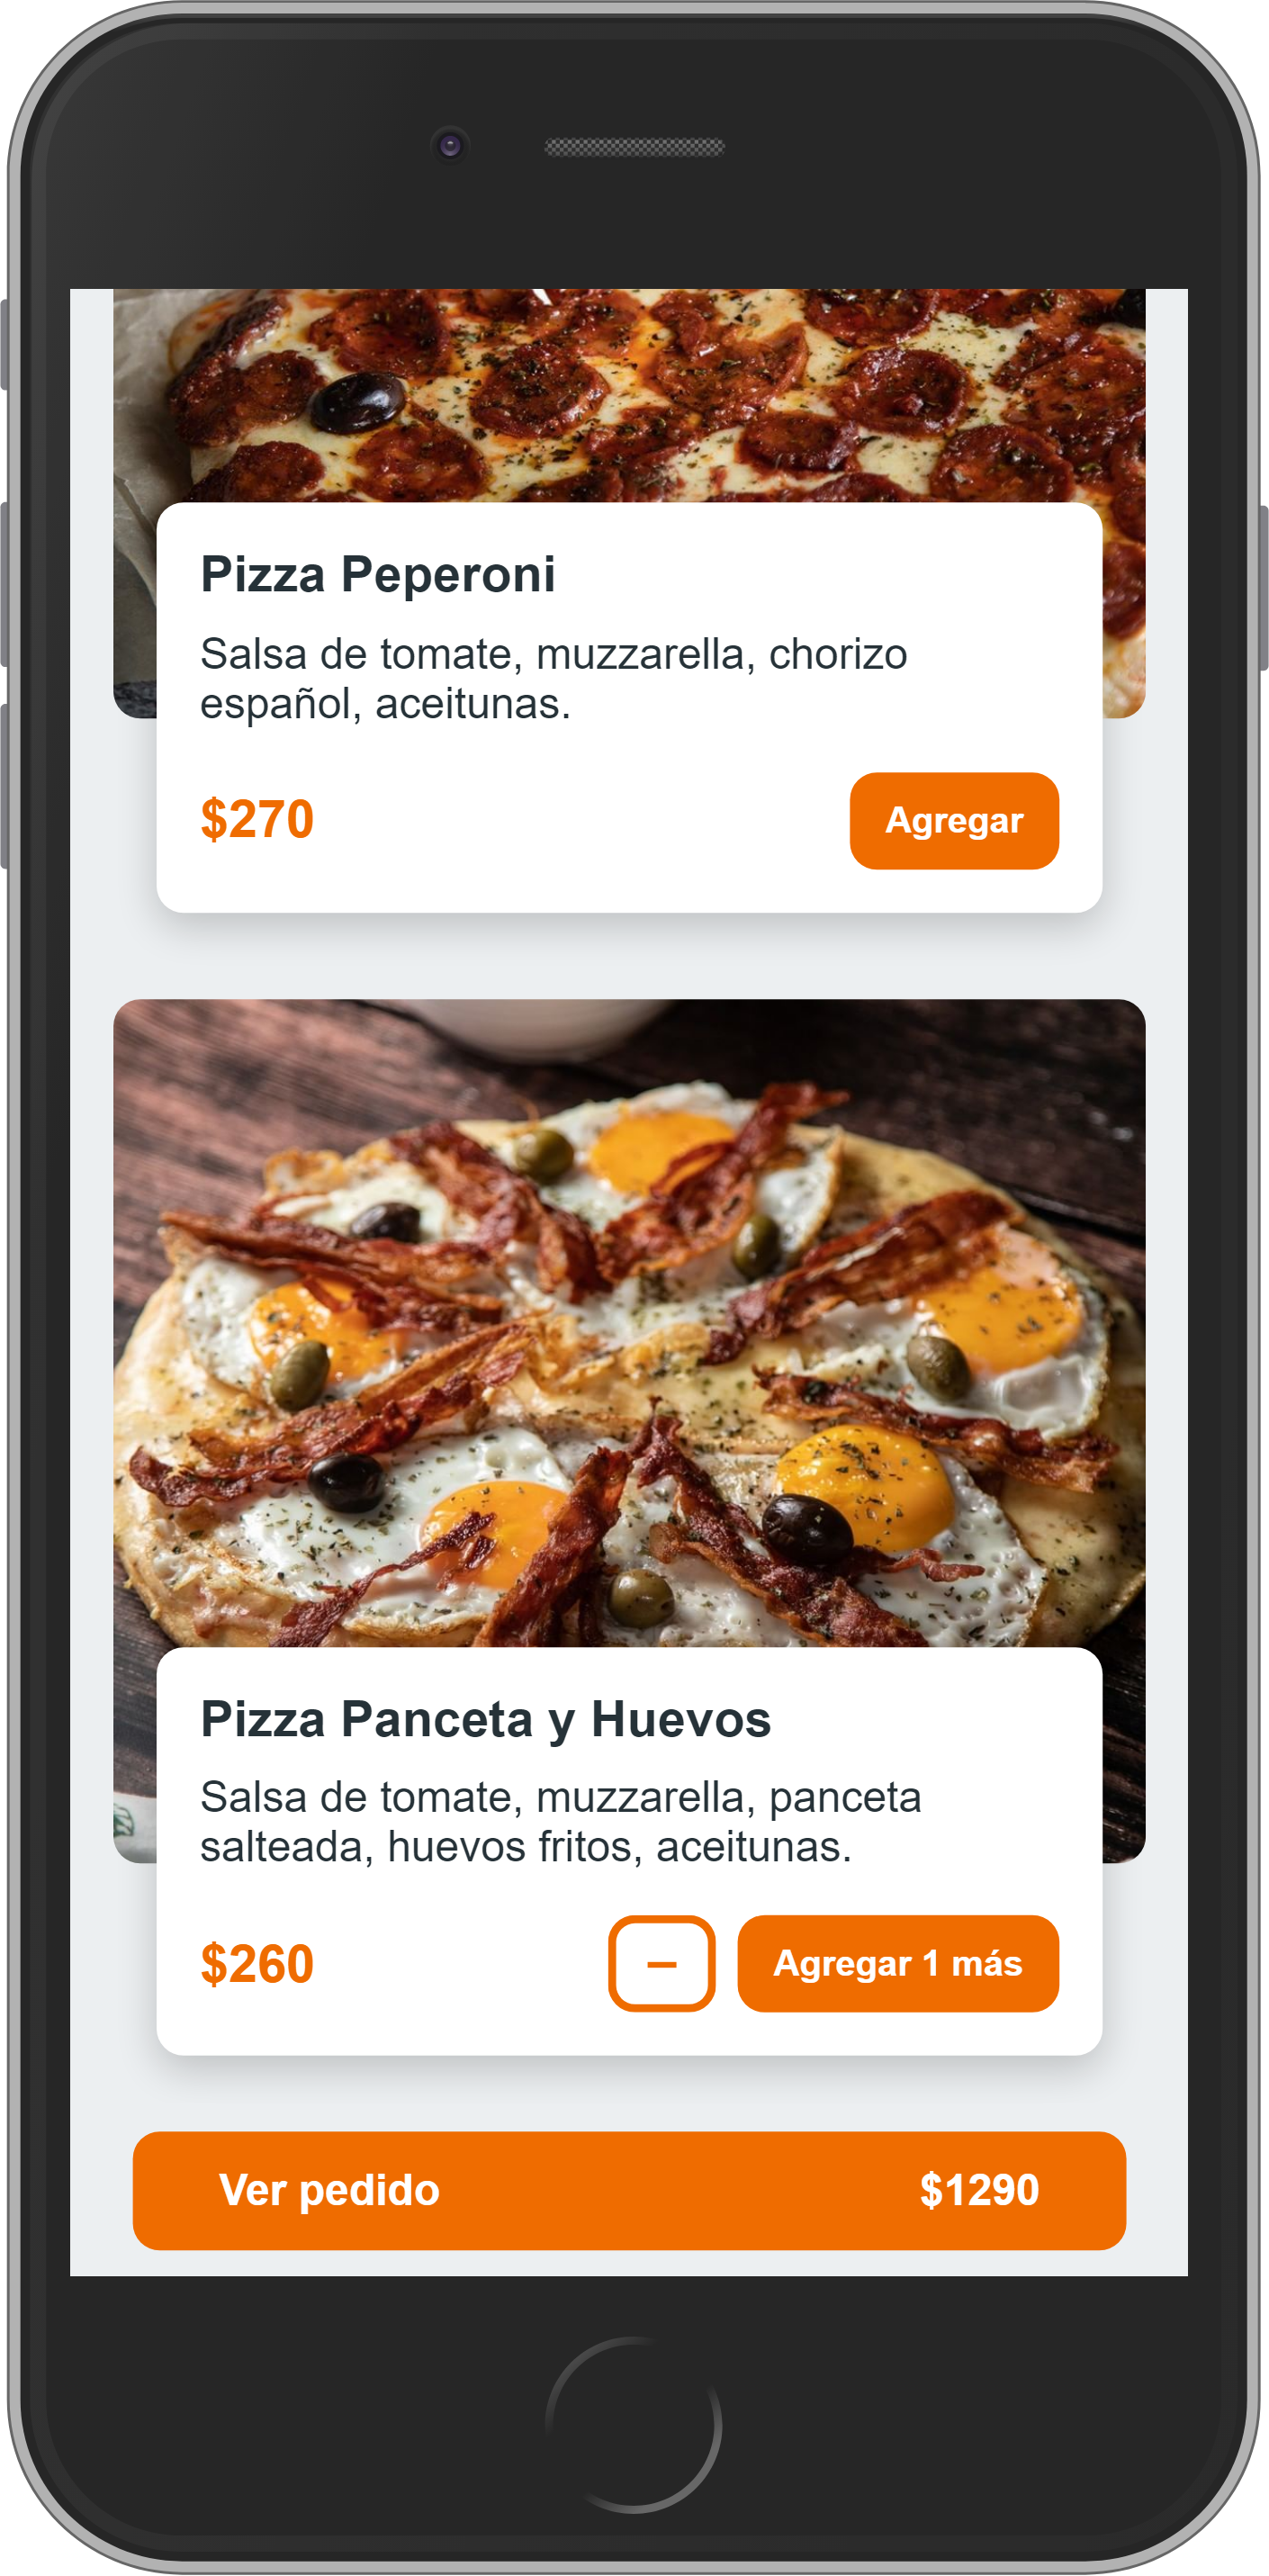 Pizza Peperoni
Salsa de tomate, muzzarella, chorizo
español, aceitunas.
$270
Agregar
Pizza Panceta y Huevos
Salsa de tomate, muzzarella, panceta
salteada, huevos fritos, aceitunas.
$260
−
Agregar 1 más
Ver pedido
$1290